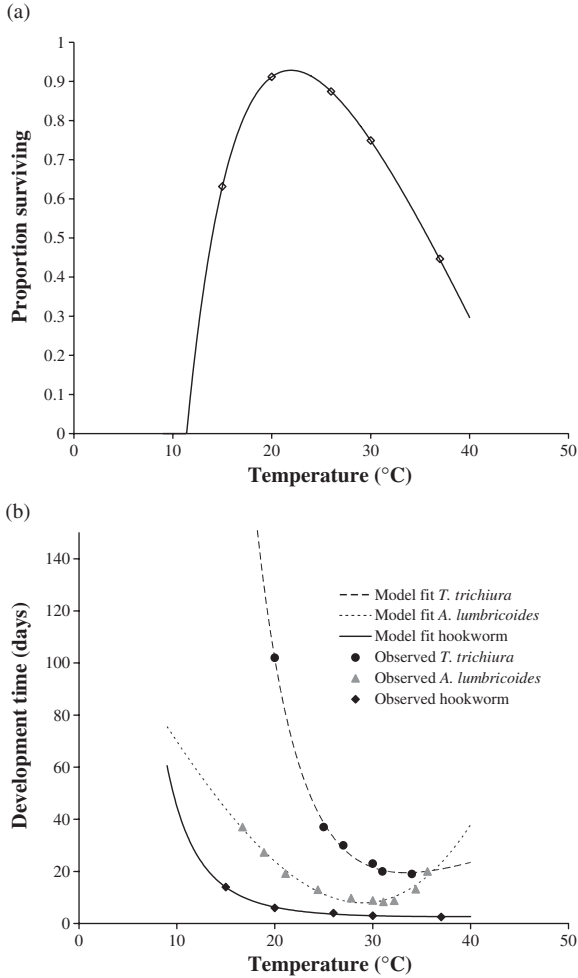 (a)
Proportion surviving
1
0.9
0.8
0.7
0.6
0.5
0.4
0.3
0.2
0.1
0
0 10 20 30 40 50
Temperature (°C)
(b)
Development time (days)
140
120
100
80
60
40
20
0
Model fit T. trichiura
Model fit A. lumbricoides
Model fit hookworm
Observed T. trichiura
Observed A. lumbricoides
Observed hookworm
0 10 20 30 40 50
Temperature (°C)